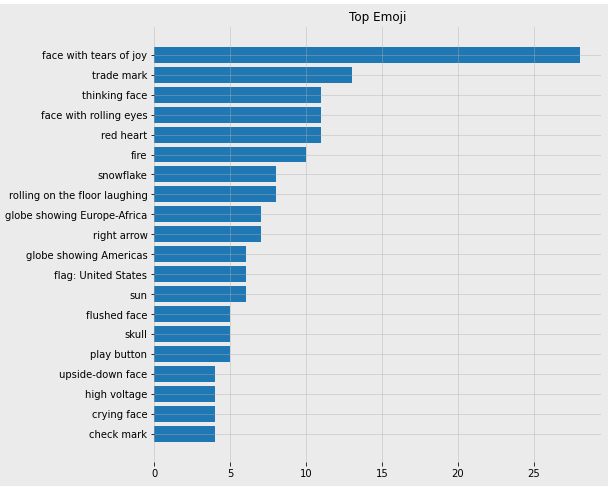 Top Emoji
face with tears of joy
trade mark
thinking face
face with rolling eyes
red heart
fire
snowflake
rolling on the floor laughing
globe showing Europe-Africa
right arrow
globe showing Americas
flag: United States
sun
flushed face
skull
play button
upside-down face
high voltage
crying face
check mark
0 5 10 15 20 25